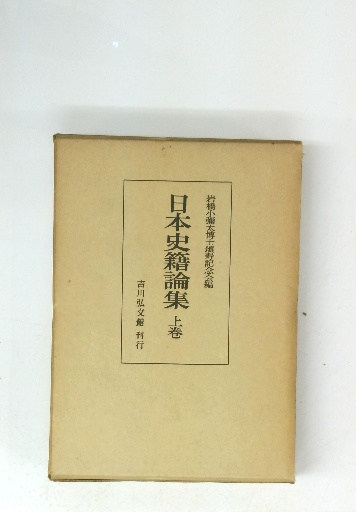 岩橋小彌太博士頌寿記念会編
日本史籍論集 上巻
吉川弘文館 刊行